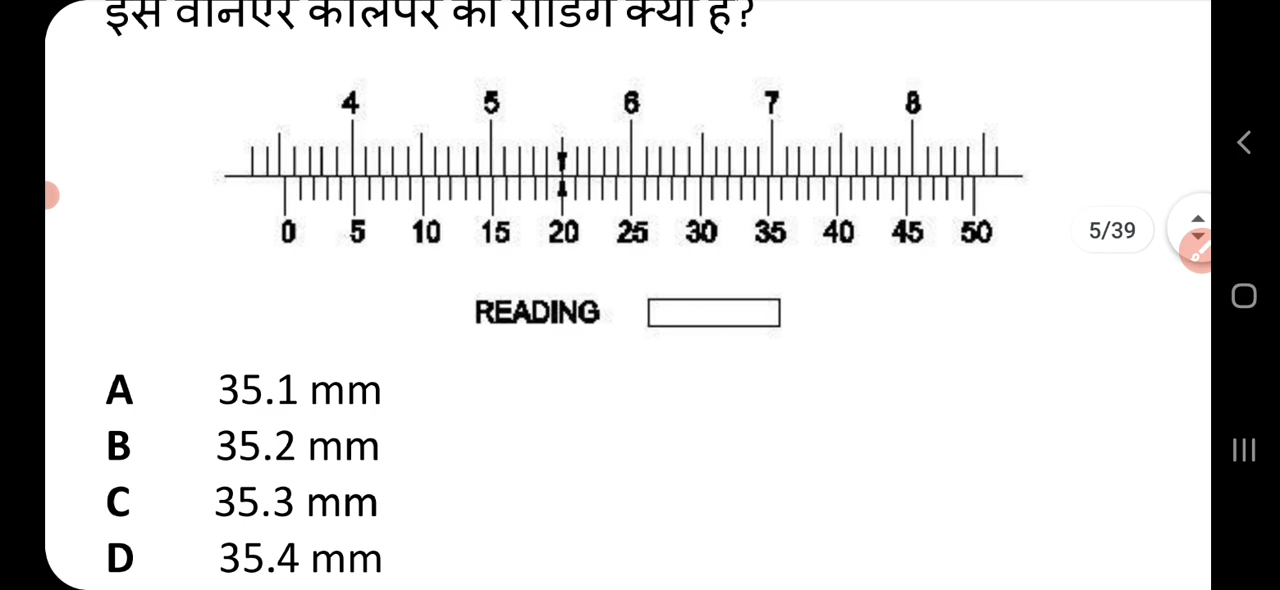 इस वर्नियर कैलिपर की रीडिंग क्या है?
4 5 6 7 8
0 5 10 15 20 25 30 35 40 45 50
5/39
READING
A 35.1 mm
B 35.2 mm
C 35.3 mm
D 35.4 mm